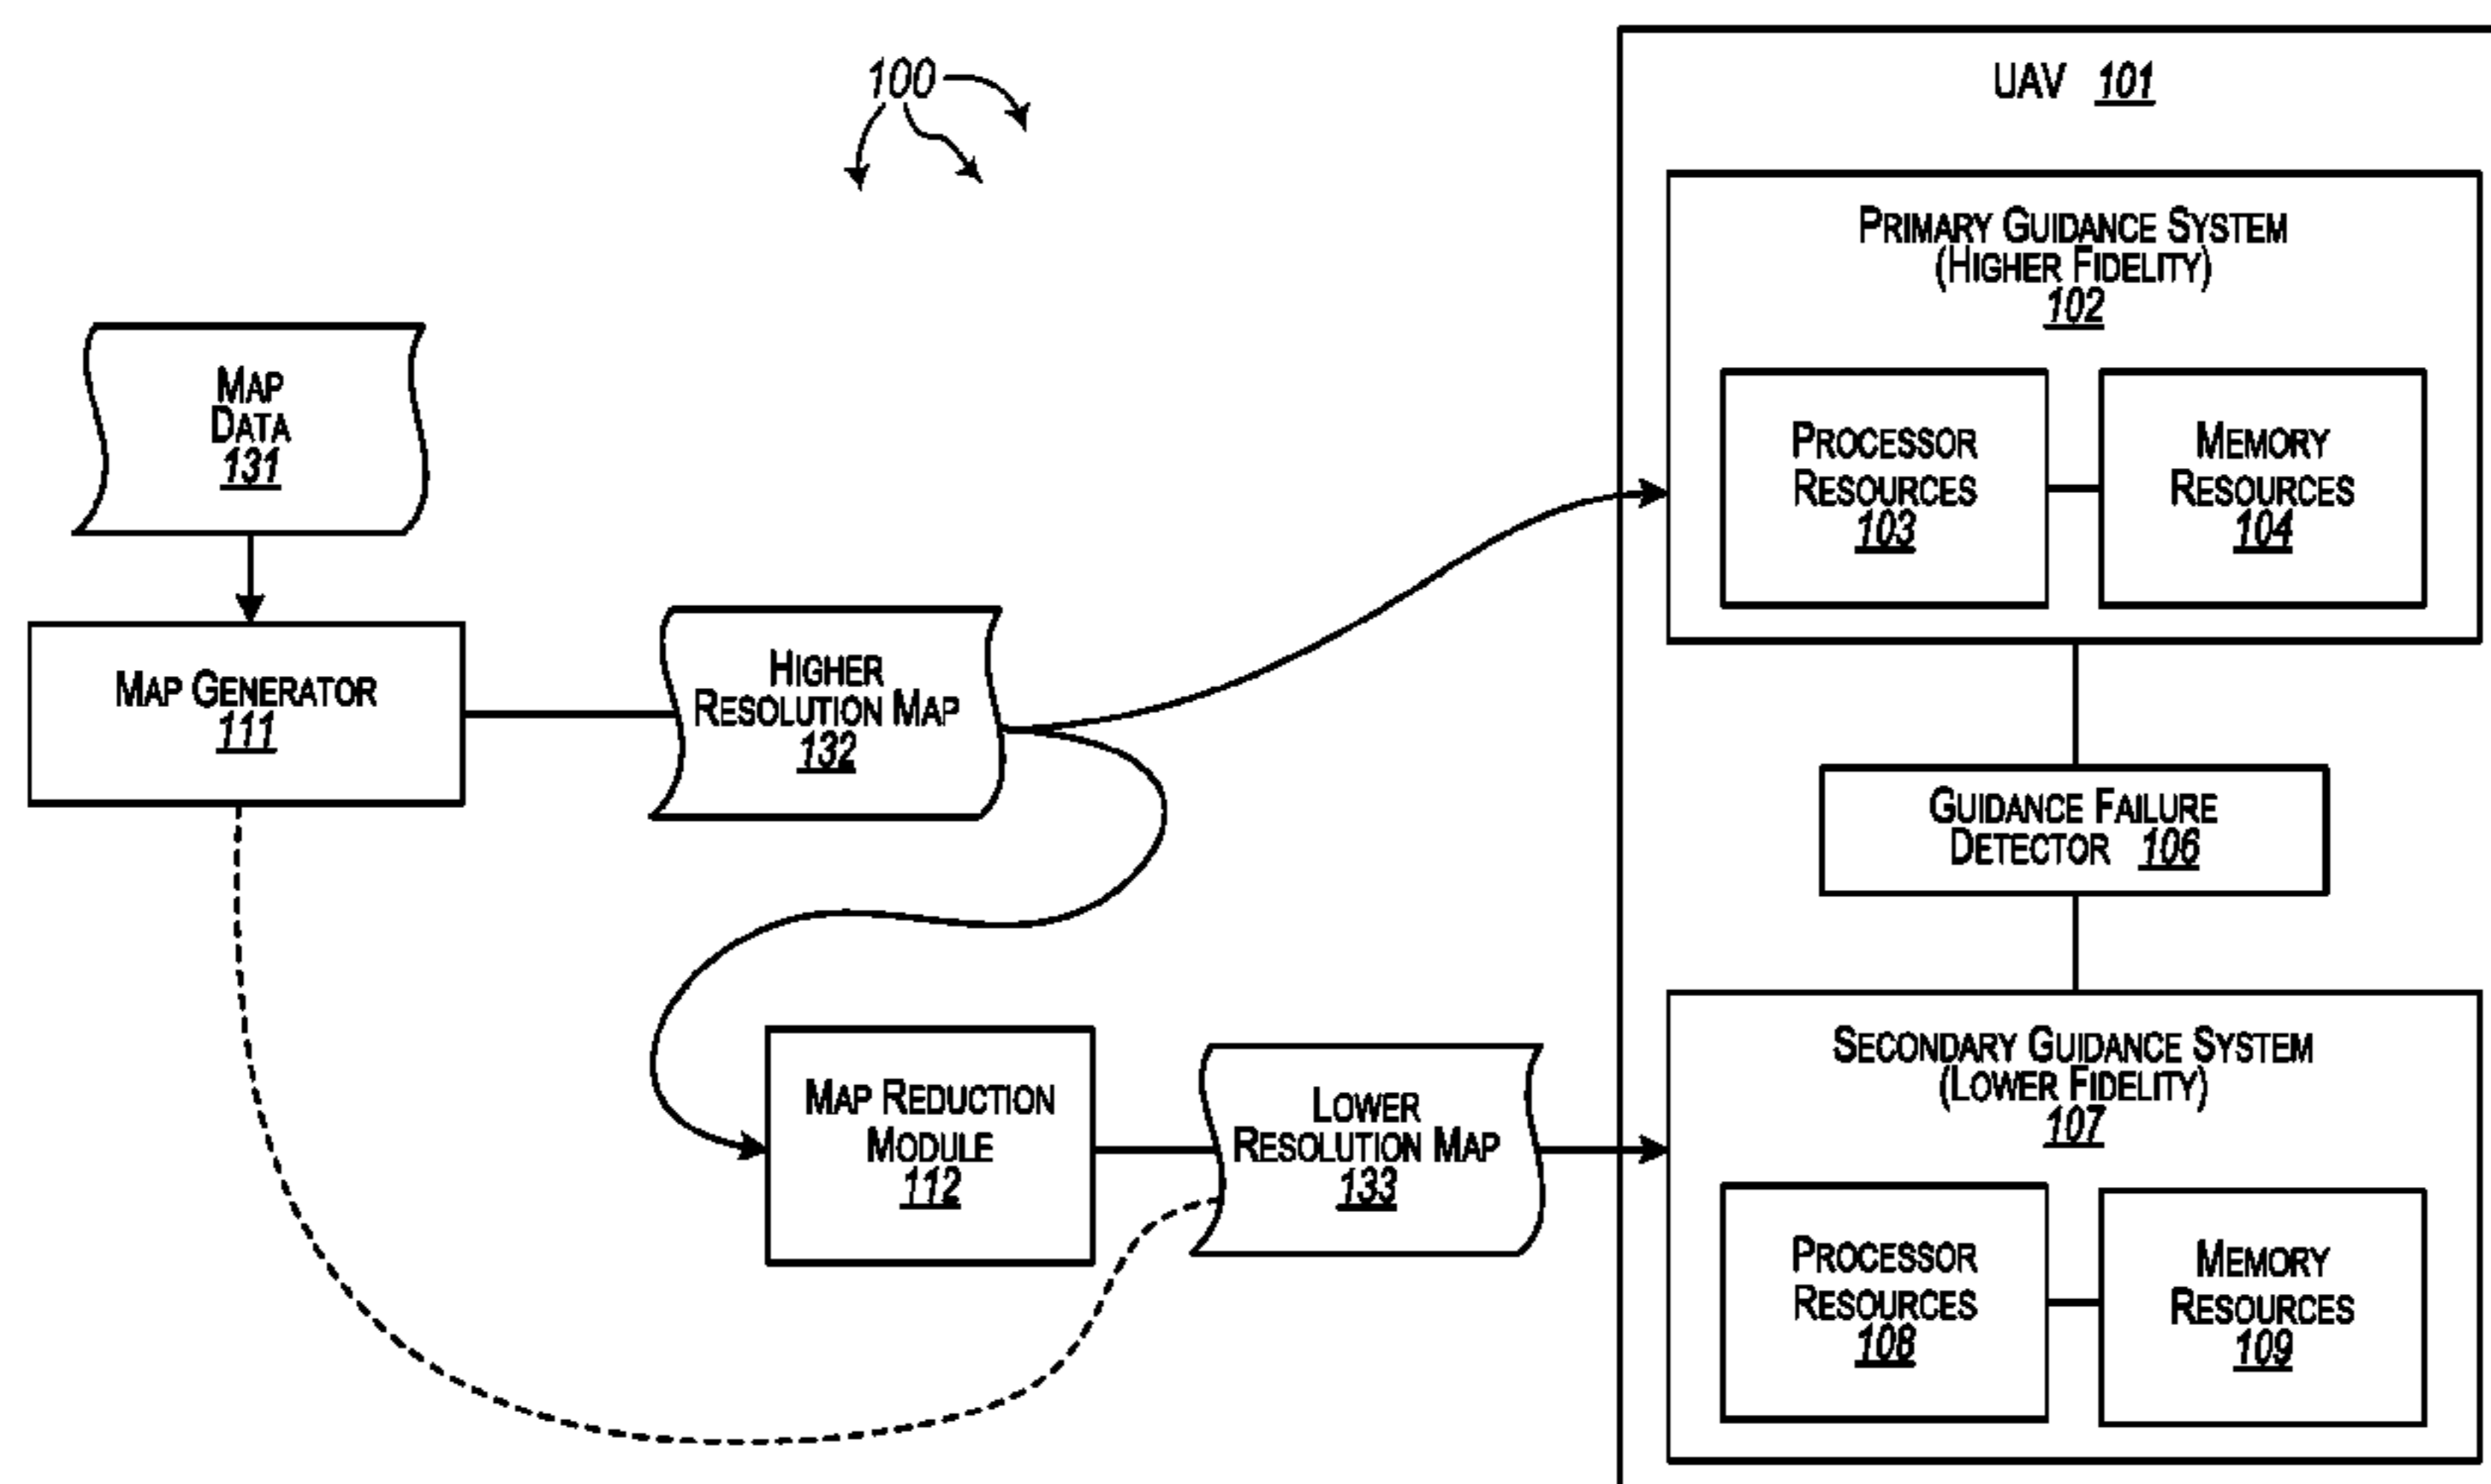 100
UAV 101
PRIMARY GUIDANCE SYSTEM
(HIGHER FIDELITY)
102
PROCESSOR
RESOURCES
103
MEMORY
RESOURCES
104
MAP
DATA
131
MAP GENERATOR
111
HIGHER
RESOLUTION MAP
132
GUIDANCE FAILURE
DETECTOR 106
MAP REDUCTION
MODULE
112
LOWER
RESOLUTION MAP
133
SECONDARY GUIDANCE SYSTEM
(LOWER FIDELITY)
107
PROCESSOR
RESOURCES
108
MEMORY
RESOURCES
109